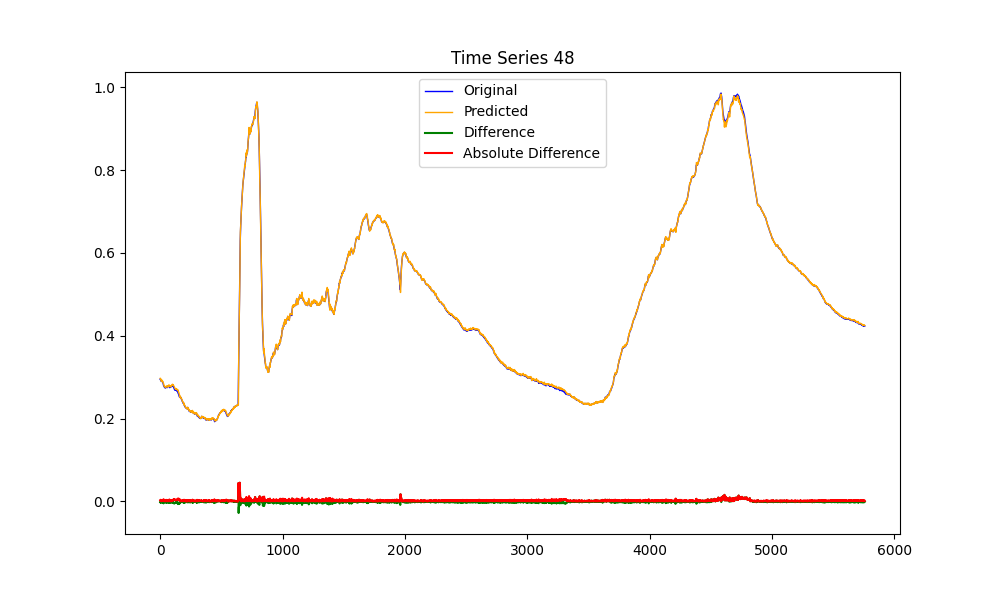 Time Series 48
Original
Predicted
Difference
Absolute Difference
1.0
0.8
0.6
0.4
0.2
0.0
0 1000 2000 3000 4000 5000 6000